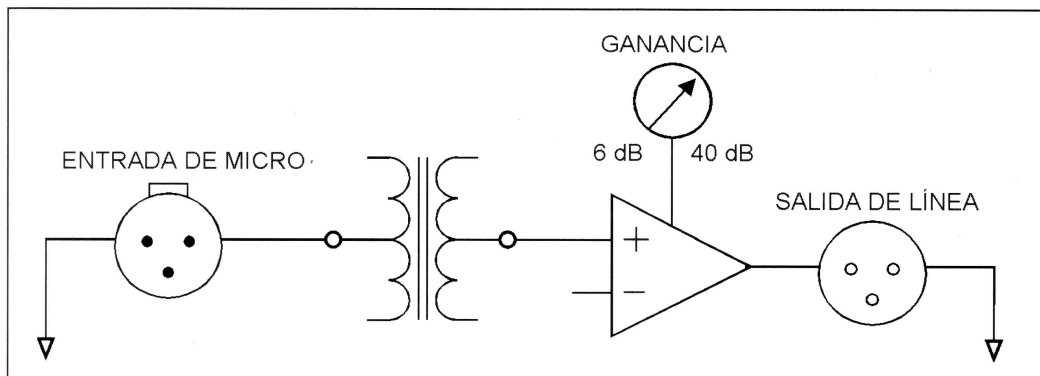 GANANCIA
6 dB 40 dB
ENTRADA DE MICRO
SALIDA DE LÍNEA
+
−